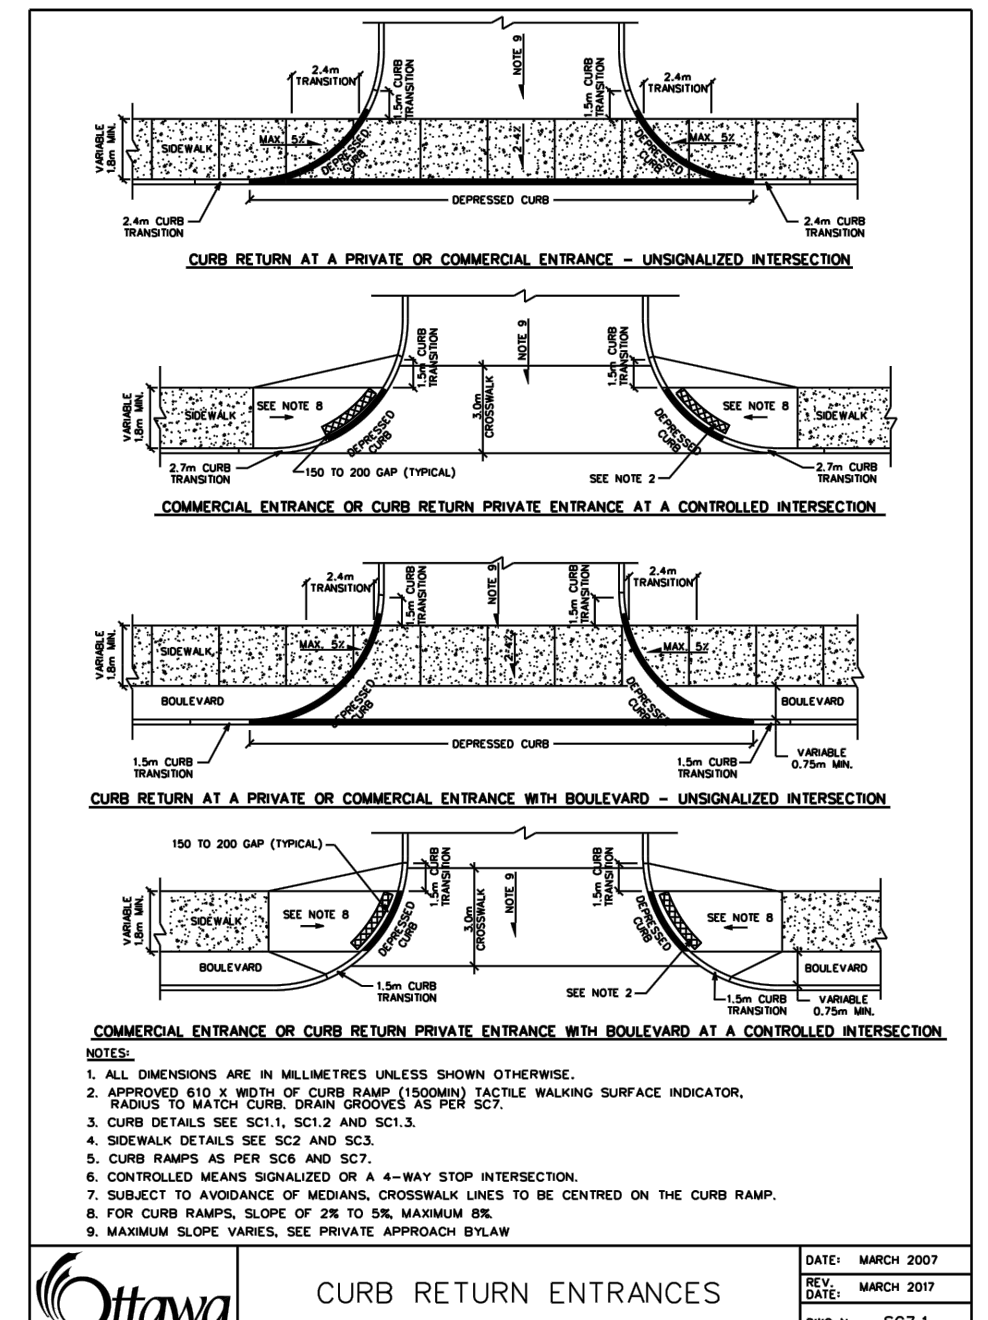 2.4m
TRANSITION
1.5m CURB
TRANSITION
NOTE 9
1.5m CURB
TRANSITION
2.4m
TRANSITION
VARIABLE
1.8m MIN.
SIDEWALK
MAX. 5%
DEPRESSED
CURB
2-4%
DEPRESSED
CURB
MAX. 5%
2.4m CURB
TRANSITION
DEPRESSED CURB
2.4m CURB
TRANSITION
CURB RETURN AT A PRIVATE OR COMMERCIAL ENTRANCE - UNSIGNALIZED INTERSECTION
1.5m CURB
TRANSITION
NOTE 9
1.5m CURB
TRANSITION
VARIABLE
1.8m MIN.
SIDEWALK
SEE NOTE 8
DEPRESSED
CURB
3.0m
CROSSWALK
DEPRESSED
CURB
SEE NOTE 8
SIDEWALK
2.7m CURB
TRANSITION
150 TO 200 GAP (TYPICAL)
SEE NOTE 2
2.7m CURB
TRANSITION
COMMERCIAL ENTRANCE OR CURB RETURN PRIVATE ENTRANCE AT A CONTROLLED INTERSECTION
2.4m
TRANSITION
1.5m CURB
TRANSITION
NOTE 9
1.5m CURB
TRANSITION
2.4m
TRANSITION
VARIABLE
1.8m MIN.
SIDEWALK
MAX. 5%
2-4%
MAX. 5%
BOULEVARD
DEPRESSED
CURB
DEPRESSED
CURB
BOULEVARD
1.5m CURB
TRANSITION
DEPRESSED CURB
1.5m CURB
TRANSITION
VARIABLE
0.75m MIN.
CURB RETURN AT A PRIVATE OR COMMERCIAL ENTRANCE WITH BOULEVARD - UNSIGNALIZED INTERSECTION
150 TO 200 GAP (TYPICAL)
1.5m CURB
TRANSITION
NOTE 9
1.5m CURB
TRANSITION
VARIABLE
1.8m MIN.
SIDEWALK
SEE NOTE 8
DEPRESSED
CURB
3.0m
CROSSWALK
DEPRESSED
CURB
SEE NOTE 8
BOULEVARD
BOULEVARD
1.5m CURB
TRANSITION
SEE NOTE 2
1.5m CURB
TRANSITION
VARIABLE
0.75m MIN.
COMMERCIAL ENTRANCE OR CURB RETURN PRIVATE ENTRANCE WITH BOULEVARD AT A CONTROLLED INTERSECTION
NOTES:
1. ALL DIMENSIONS ARE IN MILLIMETRES UNLESS SHOWN OTHERWISE.
2. APPROVED 610 X WIDTH OF CURB RAMP (1500MIN) TACTILE WALKING SURFACE INDICATOR,
RADIUS TO MATCH CURB. DRAIN GROOVES AS PER SC7.
3. CURB DETAILS SEE SC1.1, SC1.2 AND SC1.3.
4. SIDEWALK DETAILS SEE SC2 AND SC3.
5. CURB RAMPS AS PER SC6 AND SC7.
6. CONTROLLED MEANS SIGNALIZED OR A 4-WAY STOP INTERSECTION.
7. SUBJECT TO AVOIDANCE OF MEDIANS, CROSSWALK LINES TO BE CENTRED ON THE CURB RAMP.
8. FOR CURB RAMPS, SLOPE OF 2% TO 5%, MAXIMUM 8%.
9. MAXIMUM SLOPE VARIES, SEE PRIVATE APPROACH BYLAW
Ottawa
CURB RETURN ENTRANCES
DATE: MARCH 2007
REV.
DATE: MARCH 2017
SC7.1